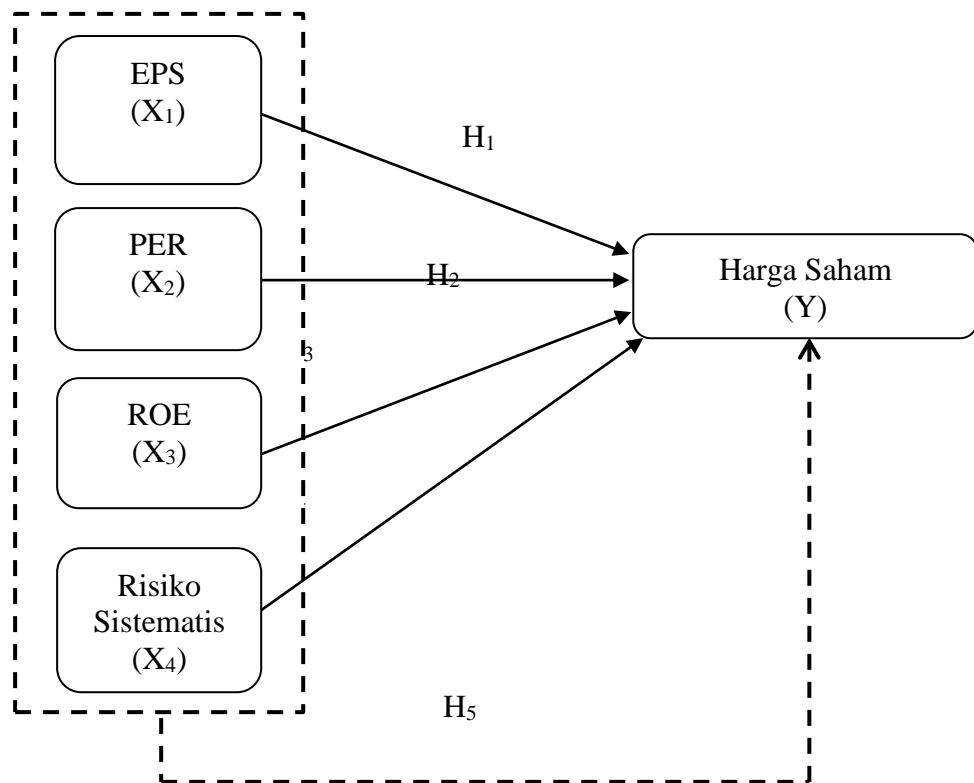 EPS
(X₁)
H₁
PER
(X₂)
H₂
Harga Saham
(Y)
₃
ROE
(X₃)
Risiko
Sistematis
(X₄)
H₅